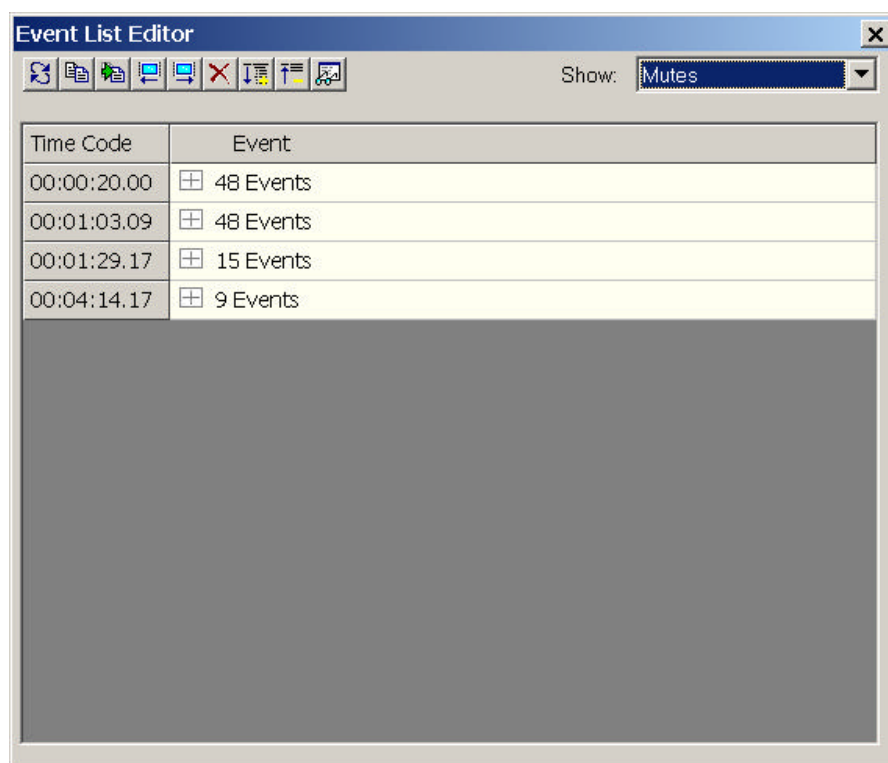 Event List Editor
Show: Mutes
Time Code Event
00:00:20.00 48 Events
00:01:03.09 48 Events
00:01:29.17 15 Events
00:04:14.17 9 Events